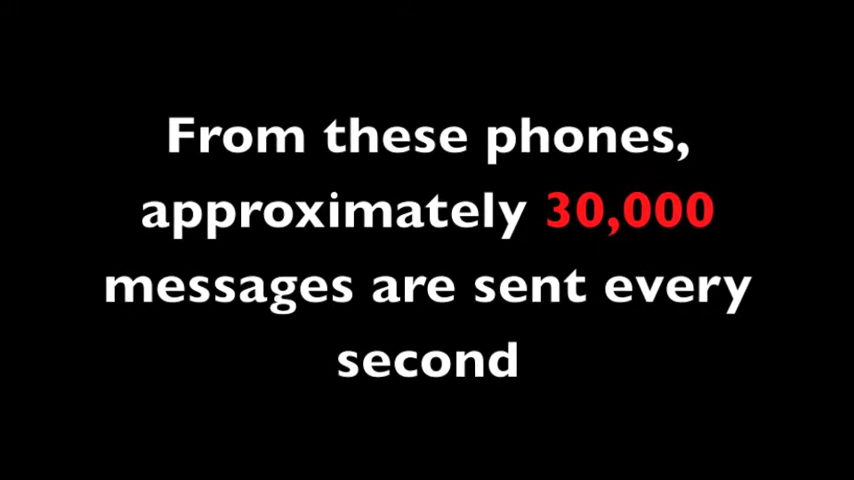 From these phones,
approximately 30,000
messages are sent every
second